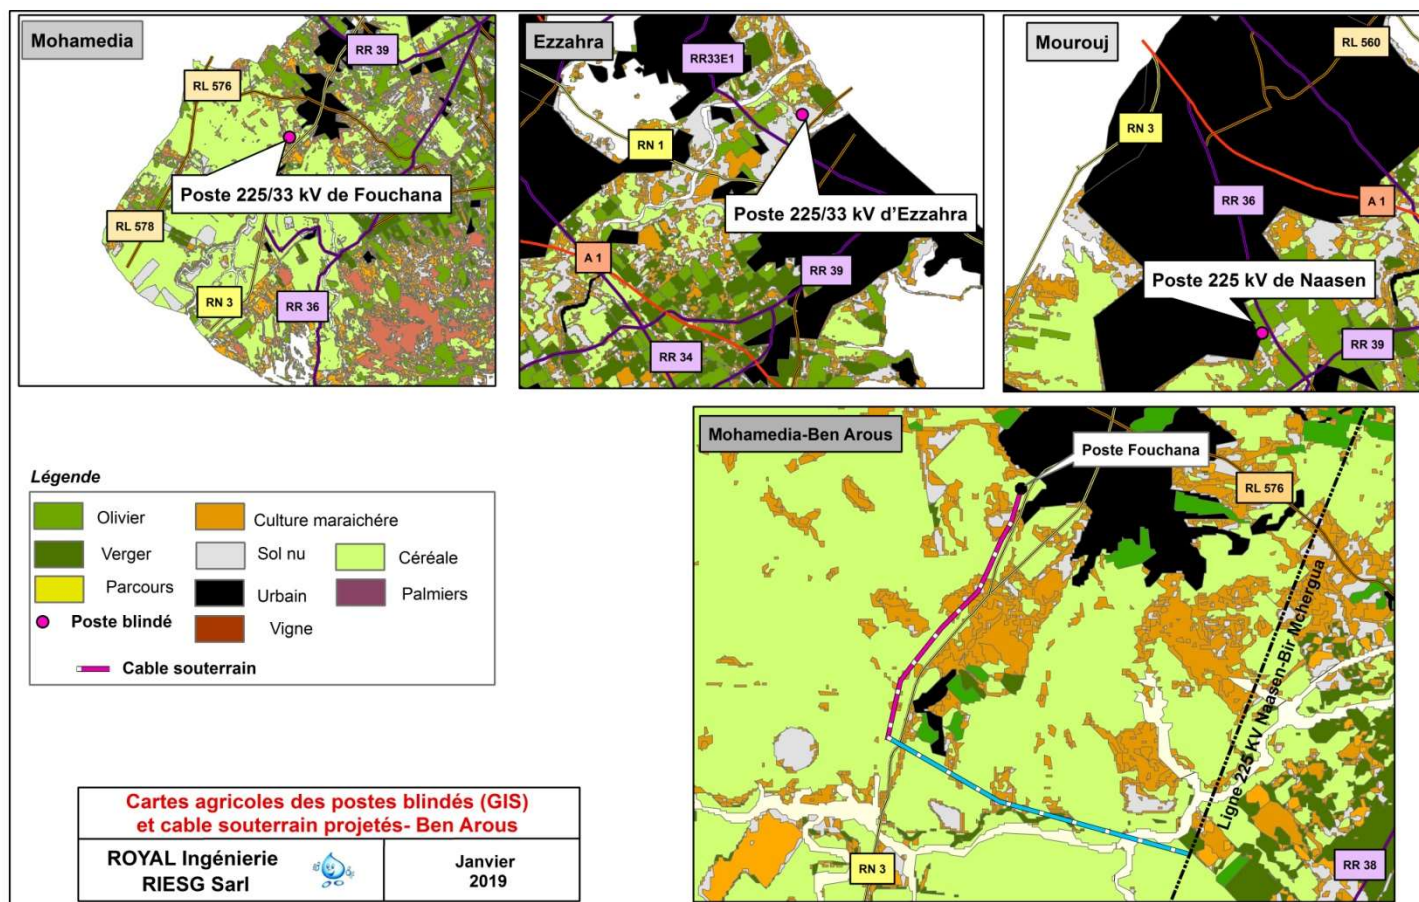 Mohamedia
RR 39
RL 576
Poste 225/33 kV de Fouchana
RL 578
RN 3
RR 36
Ezzahra
RR33E1
RN 1
Poste 225/33 kV d’Ezzahra
A 1
RR 39
RR 34
Mourouj
RL 560
RN 3
RR 36
A 1
Poste 225 kV de Naasen
RR 39
Mohamedia-Ben Arous
Poste Fouchana
RL 576
Ligne 225 KV Naasen-Bir Mchergua
RN 3
RR 38
Légende
Olivier
Culture maraichére
Verger
Sol nu
Céréale
Parcours
Urbain
Palmiers
Poste blindé
Vigne
Cable souterrain
Cartes agricoles des postes blindés (GIS)
et cable souterrain projetés- Ben Arous
ROYAL Ingénierie
RIESG Sarl
Janvier
2019